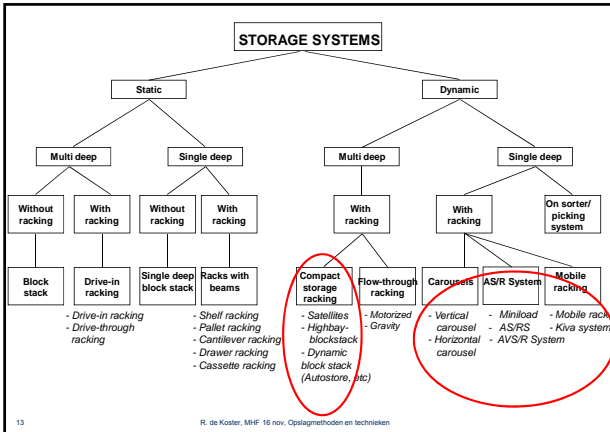 STORAGE SYSTEMS
Static
Dynamic
Multi deep
Single deep
Multi deep
Single deep
Without
racking
With
racking
Without
racking
With
racking
With
racking
With
racking
On sorter/
picking
system
Block
stack
Drive-in
racking
Single deep
block stack
Racks with
beams
Compact
storage
racking
Flow-through
racking
Carousels
AS/R System
Mobile
racking
- Drive-in racking
- Drive-through
racking
- Shelf racking
- Pallet racking
- Cantilever racking
- Drawer racking
- Cassette racking
- Satellites
- Highbay-
blockstack
- Dynamic
block stack
(Autostore, etc)
- Motorized
- Gravity
- Vertical
carousel
- Horizontal
carousel
- Miniload
- AS/RS
- AVS/R System
- Mobile rack
- Kiva system
13
R. de Koster, MHF 16 nov, Opslagmethoden en technieken